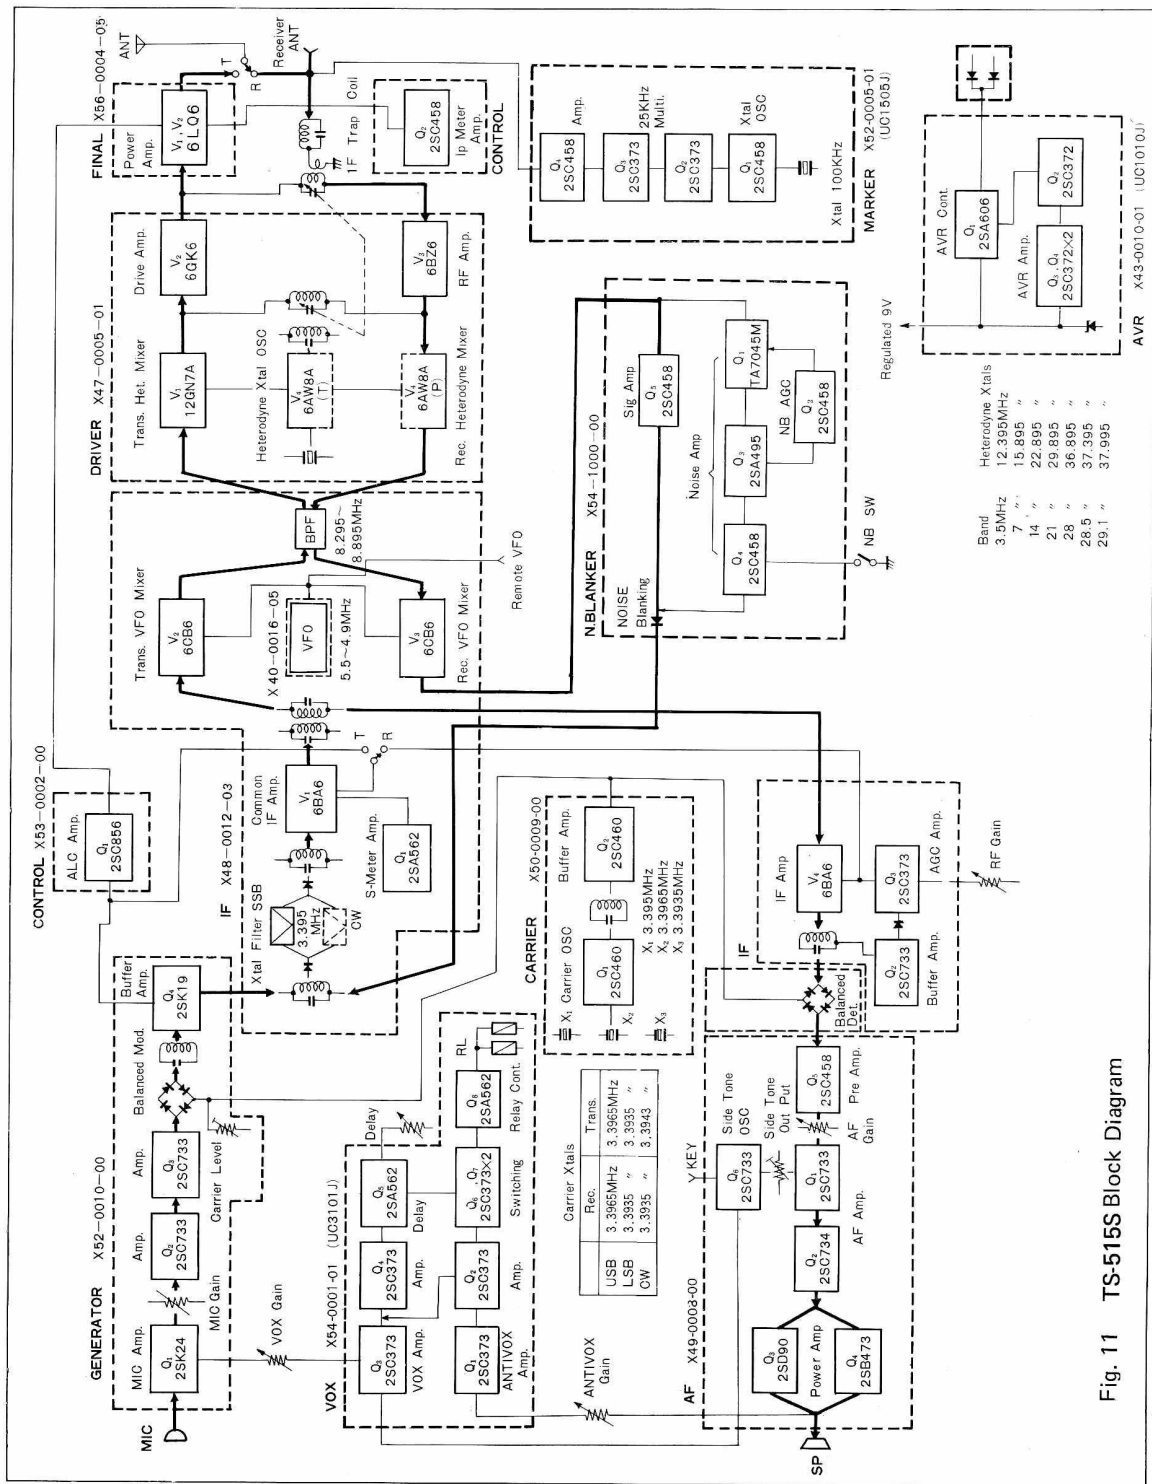 GENERATOR X52-0010-00
MIC
MIC Amp.
Q₁
2SK24
MIC Gain
Amp.
Q₂
2SC733
Amp.
Q₃
2SC733
Carrier Level
Balanced Mod.
Buffer
Amp.
Q₄
2SK19
CONTROL X53-0002-00
ALC Amp.
Q₁
2SC856
IF X48-0012-03
Xtal Filter SSB
3.395
MHz
CW
Common
IF Amp.
V₁
6BA6
S-Meter Amp.
Q₁
2SA562
T
R
Trans. VFO Mixer
V₂
6CB6
X40-0016-05
VFO
5.5~4.9MHz
V₃
6CB6
Rec. VFO Mixer
BPF
8.295~
8.895MHz
Remote VFO
DRIVER X47-0005-01
Trans. Het. Mixer
V₁
12GN7A
Drive Amp.
V₂
6GK6
Heterodyne Xtal OSC
V₄
6AW8A
(T)
V₄
6AW8A
(P)
Rec. Heterodyne Mixer
V₃
6BZ6
RF Amp.
FINAL X56-0004-05
Power
Amp.
V₁, V₂
6LQ6
ANT
T
R
Receiver
ANT
1F Trap Coil
Q₂
2SC458
Ip Meter
Amp.
CONTROL
VOX Gain
VOX X54-0001-01 (UC3101J)
Q₃
2SC373
VOX Amp.
Q₄
2SC373
Amp.
Q₅
2SA562
Delay
Delay
Q₁
2SC373
ANTIVOX
Amp.
Q₂
2SC373
Amp.
Q₆, Q₇
2SC373×2
Switching
Q₈
2SA562
Relay Cont.
RL
ANTIVOX
Gain
CARRIER X50-0009-00
X₁ Carrier OSC
Q₁
2SC460
Buffer Amp.
Q₂
2SC460
X₂
X₃
X₁ 3.395MHz
X₂ 3.3965MHz
X₃ 3.3935MHz
Carrier Xtals
Rec. Trans.
USB 3.3965MHz 3.3965MHz
LSB 3.3935 〃 3.3935 〃
CW 3.3935 〃 3.3943 〃
N.BLANKER X54-1000-00
NOISE
Blanking
Sig Amp
Q₅
2SC458
Noise Amp
Q₄
2SC458
Q₃
2SA495
Q₁
TA7045M
NB AGC
Q₂
2SC458
NB SW
Amp.
Q₄
2SC458
25KHz
Multi.
Q₃
2SC373
Q₂
2SC373
Xtal
OSC
Q₁
2SC458
Xtal 100KHz
MARKER X52-0005-01
(UC1505J)
AF X49-0008-00
SP
Q₃
2SD90
Power Amp
Q₄
2SB473
Q₂
2SC734
AF Amp.
Q₁
2SC733
AF
Gain
KEY
Q₆
2SC733
Side Tone
OSC
Side Tone
Out Put
Q₅
2SC458
Pre Amp.
Balanced
Det.
IF
IF Amp
V₄
6BA6
Q₂
2SC733
Buffer Amp.
Q₃
2SC373
AGC Amp.
RF Gain
Band Heterodyne Xtals
3.5MHz 12.395MHz
7 〃 15.895 〃
14 〃 22.895 〃
21 〃 29.895 〃
28 〃 36.895 〃
28.5 〃 37.395 〃
29.1 〃 37.995 〃
Regulated 9V
AVR Cont.
Q₁
2SA606
AVR Amp.
Q₃, Q₄
2SC372×2
Q₂
2SC372
AVR X43-0010-01 (UC1010J)
Fig. 11 TS-515S Block Diagram